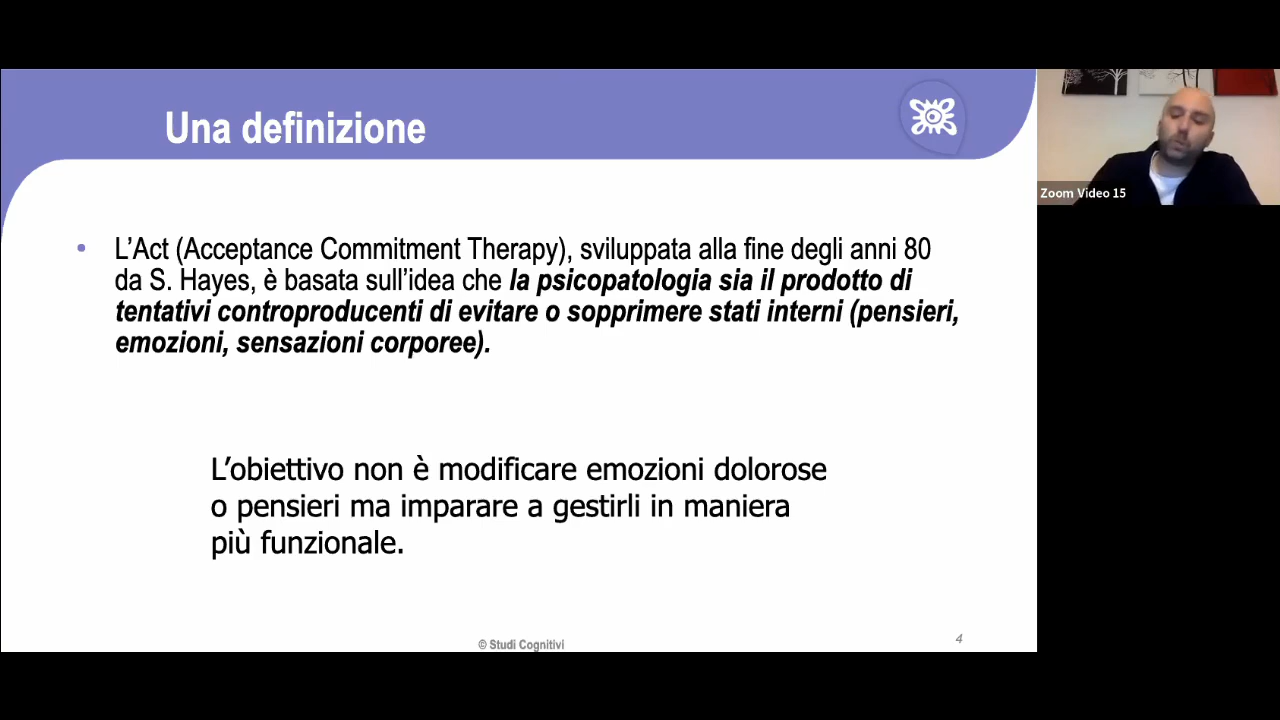 Una definizione
• L’Act (Acceptance Commitment Therapy), sviluppata alla fine degli anni 80
da S. Hayes, è basata sull’idea che la psicopatologia sia il prodotto di
tentativi controproducenti di evitare o sopprimere stati interni (pensieri,
emozioni, sensazioni corporee).
L’obiettivo non è modificare emozioni dolorose
o pensieri ma imparare a gestirli in maniera
più funzionale.
© Studi Cognitivi
4
Zoom Video 15